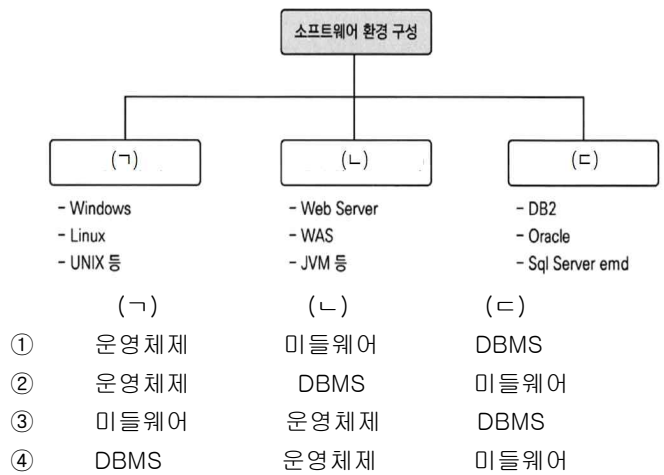 소프트웨어 환경 구성
(ㄱ) (ㄴ) (ㄷ)
- Windows - Web Server - DB2
- Linux - WAS - Oracle
- UNIX 등 - JVM 등 - Sql Server emd
(ㄱ) (ㄴ) (ㄷ)
① 운영체제 미들웨어 DBMS
② 운영체제 DBMS 미들웨어
③ 미들웨어 운영체제 DBMS
④ DBMS 운영체제 미들웨어